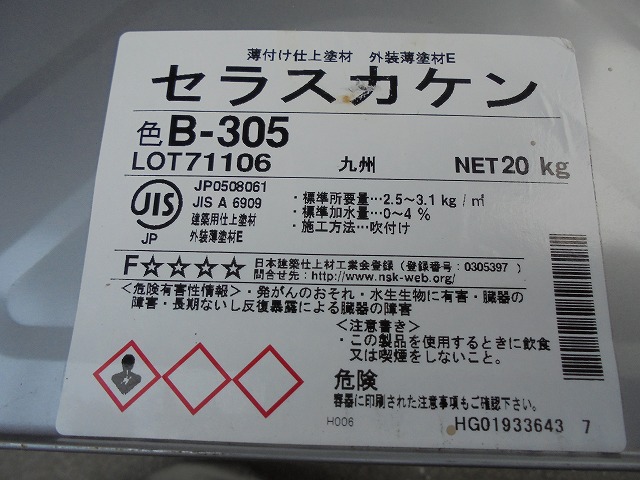 薄付け仕上塗材 外装薄塗材E
セラスカケン
色 B-305
LOT71106 九州 NET20 kg
JIS
JP
JP0508061
JIS A 6909
建築用仕上塗材
外装薄塗材E
・標準所要量…2.5~3.1 kg/㎡
・標準加水量…0~4 %
・施工方法…吹付け
F☆☆☆☆ 日本建築仕上材工業会登録(登録番号:0305397)
問合せ先:http://www.nsk-web.org/
<危険有害性情報>・発がんのおそれ・水生生物に有害・臓器の
障害・長期ないし反復暴露による臓器の障害
<注意書き>
・この製品を使用するときに飲食
又は喫煙をしないこと。
危険
容器に印刷された注意事項もご確認下さい。
H006 HG01933643 7